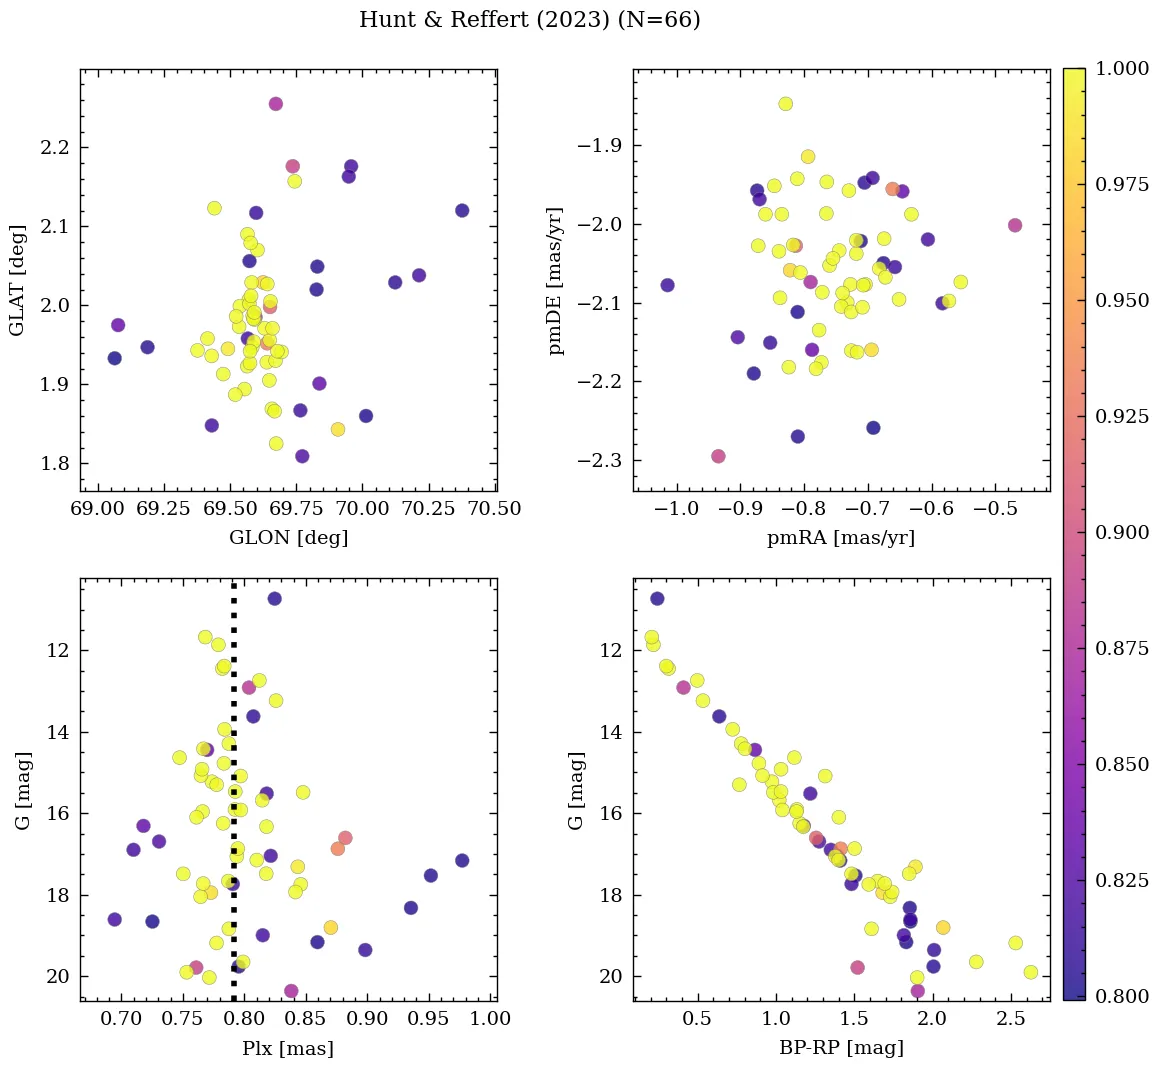 Hunt & Reffert (2023) (N=66)
2.2
2.1
2.0
1.9
1.8
GLAT [deg]
69.00 69.25 69.50 69.75 70.00 70.25 70.50
GLON [deg]
−1.9
−2.0
−2.1
−2.2
−2.3
pmDE [mas/yr]
−1.0 −0.9 −0.8 −0.7 −0.6 −0.5
pmRA [mas/yr]
12
14
16
18
20
G [mag]
0.70 0.75 0.80 0.85 0.90 0.95 1.00
Plx [mas]
12
14
16
18
20
G [mag]
0.5 1.0 1.5 2.0 2.5
BP-RP [mag]
1.000
0.975
0.950
0.925
0.900
0.875
0.850
0.825
0.800